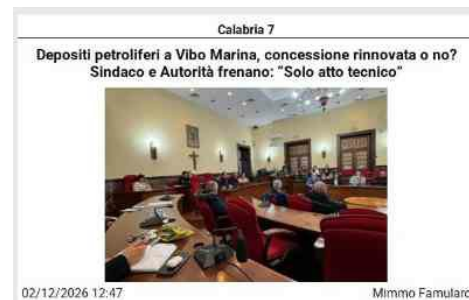 Calabria 7
Depositi petroliferi a Vibo Marina, concessione rinnovata o no?
Sindaco e Autorità frenano: "Solo atto tecnico"
02/12/2026 12:47
Mimmo Famularo